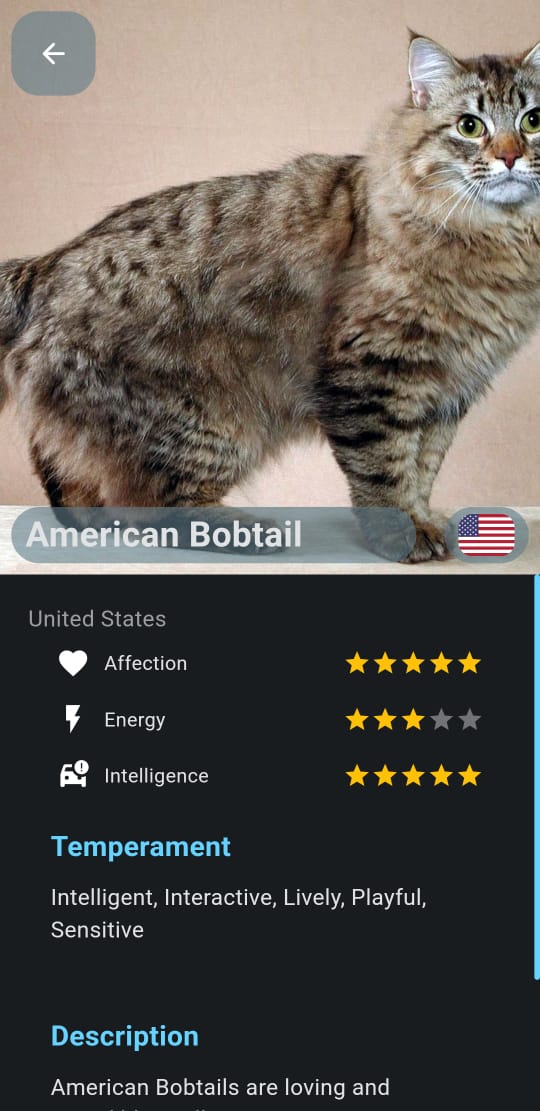 American Bobtail
United States
Affection
Energy
Intelligence
Temperament
Intelligent, Interactive, Lively, Playful,
Sensitive
Description
American Bobtails are loving and